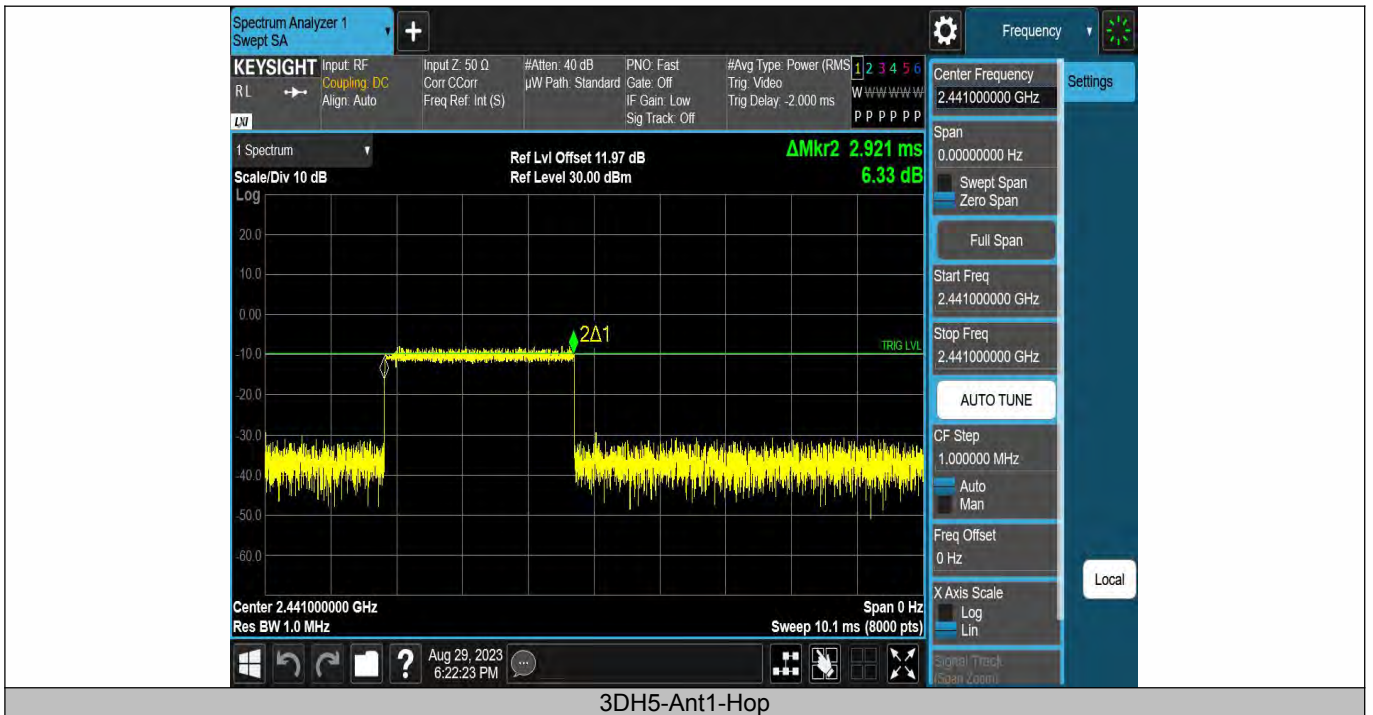 Spectrum Analyzer 1
Swept SA
+
Frequency
KEYSIGHT
RL
LXI
Input: RF
Coupling: DC
Align: Auto
Input Z: 50 Ω
Corr CCorr
Freq Ref: Int (S)
#Atten: 40 dB
µW Path: Standard
PNO: Fast
Gate: Off
IF Gain: Low
Sig Track: Off
#Avg Type: Power (RMS
Trig: Video
Trig Delay: -2.000 ms
1 2 3 4 5 6
W W W W W W
P P P P P P
1 Spectrum
Scale/Div 10 dB
Log
Ref Lvl Offset 11.97 dB
Ref Level 30.00 dBm
ΔMkr2 2.921 ms
6.33 dB
20.0
10.0
0.00
-10.0
-20.0
-30.0
-40.0
-50.0
-60.0
2Δ1
TRIG LVL
Center 2.441000000 GHz
Res BW 1.0 MHz
Span 0 Hz
Sweep 10.1 ms (8000 pts)
Center Frequency
2.441000000 GHz
Settings
Span
0.00000000 Hz
Swept Span
Zero Span
Full Span
Start Freq
2.441000000 GHz
Stop Freq
2.441000000 GHz
AUTO TUNE
CF Step
1.000000 MHz
Auto
Man
Freq Offset
0 Hz
X Axis Scale
Log
Lin
Local
Signal Track
(Span Zoom)
?
Aug 29, 2023
6:22:23 PM
3DH5-Ant1-Hop